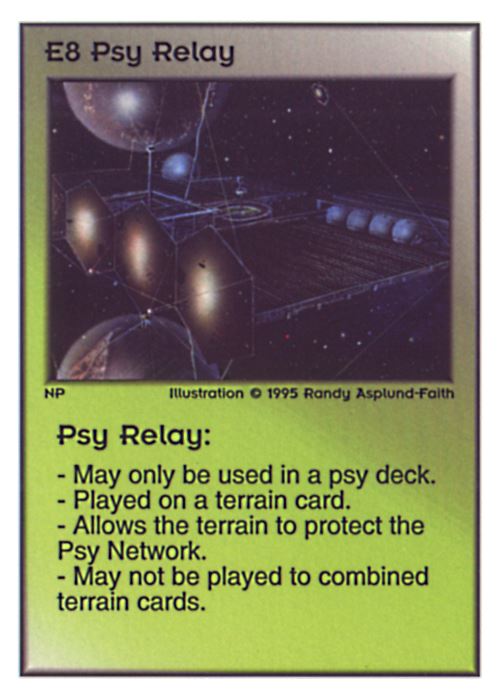 E8 Psy Relay
NP Illustration © 1995 Randy Asplund-Faith
Psy Relay:
- May only be used in a psy deck.
- Played on a terrain card.
- Allows the terrain to protect the
Psy Network.
- May not be played to combined
terrain cards.